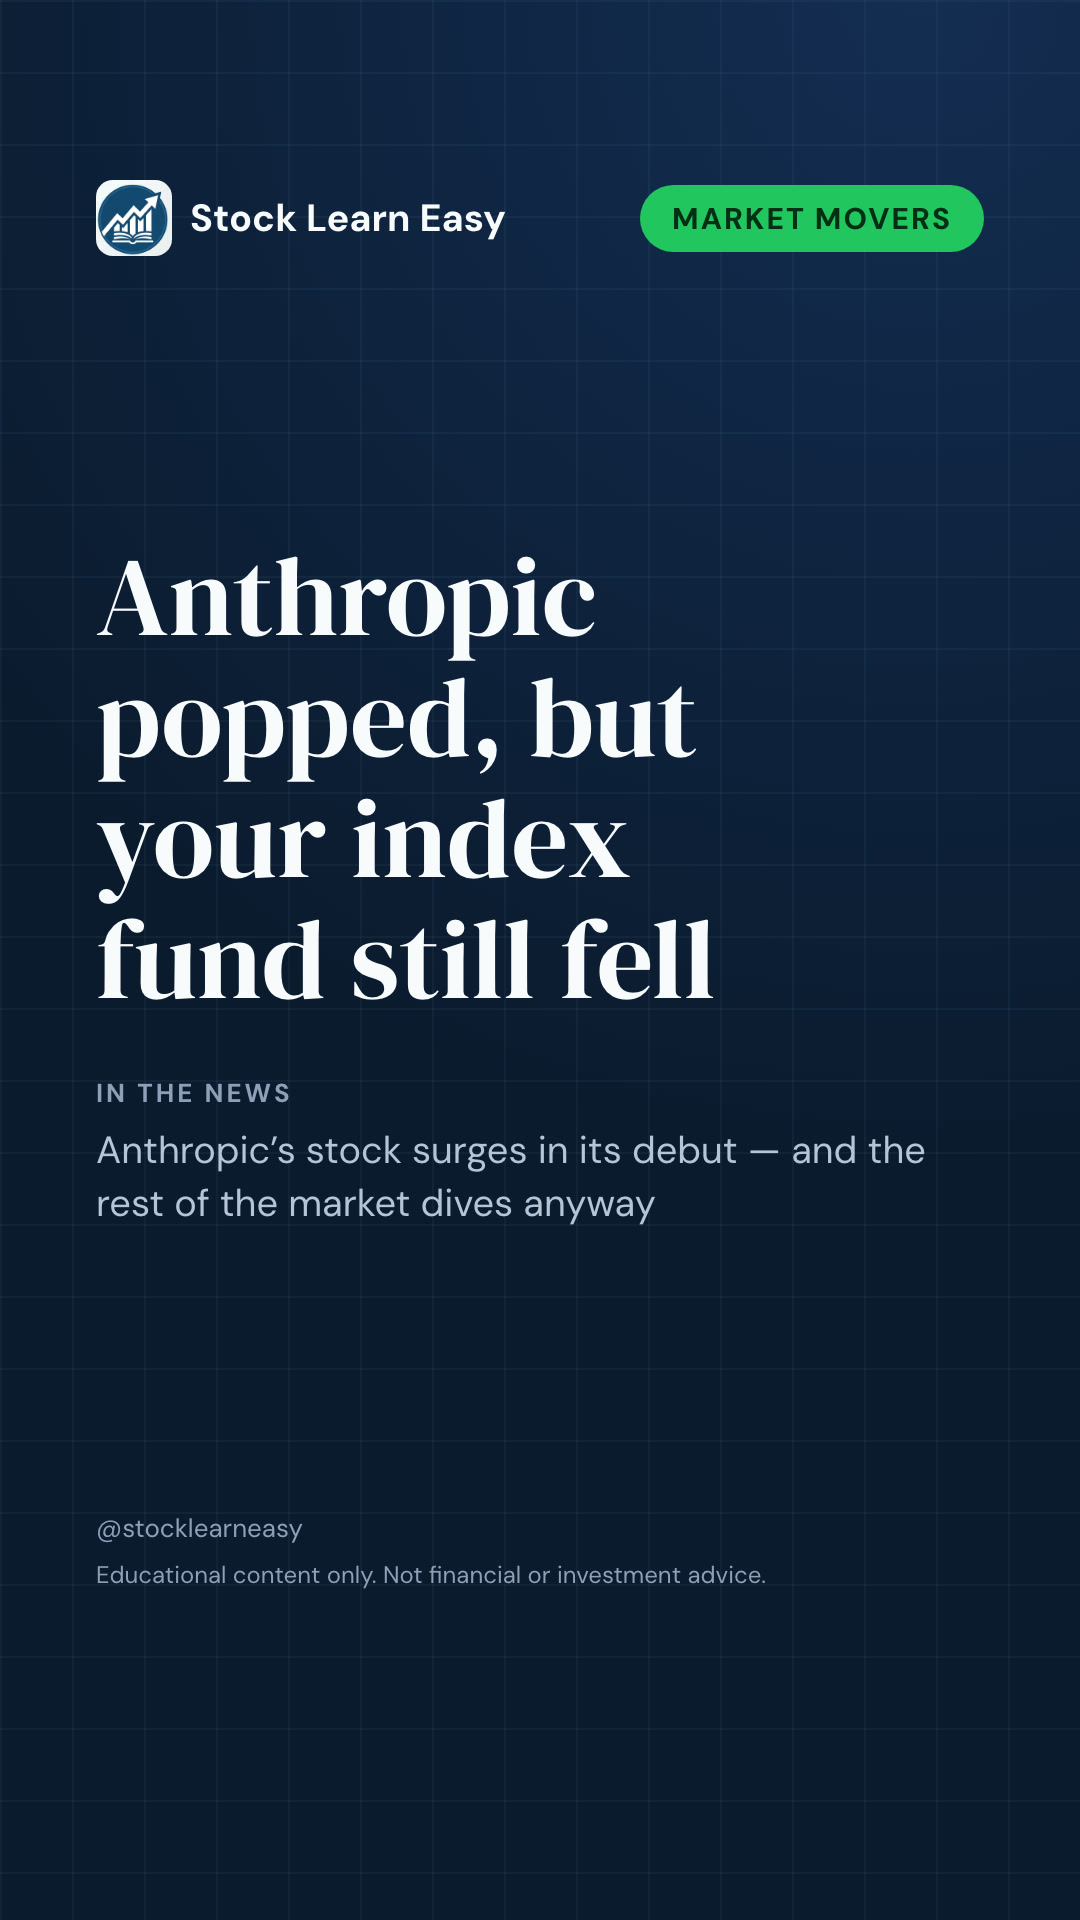 Stock Learn Easy
MARKET MOVERS
Anthropic
popped, but
your index
fund still fell
IN THE NEWS
Anthropic’s stock surges in its debut — and the
rest of the market dives anyway
@stocklearneasy
Educational content only. Not financial or investment advice.